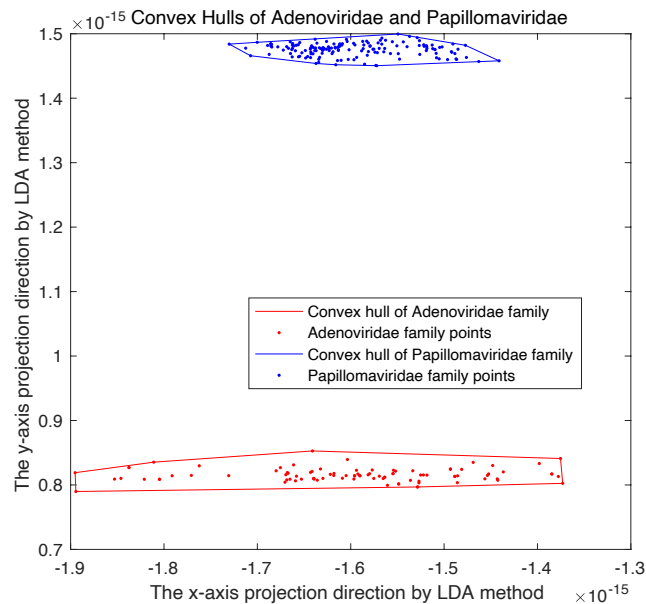 ×10⁻¹⁵ Convex Hulls of Adenoviridae and Papillomaviridae
1.5
1.4
1.3
1.2
1.1
1
0.9
0.8
0.7
The y-axis projection direction by LDA method
Convex hull of Adenoviridae family
Adenoviridae family points
Convex hull of Papillomaviridae family
Papillomaviridae family points
-1.9 -1.8 -1.7 -1.6 -1.5 -1.4 -1.3
The x-axis projection direction by LDA method ×10⁻¹⁵